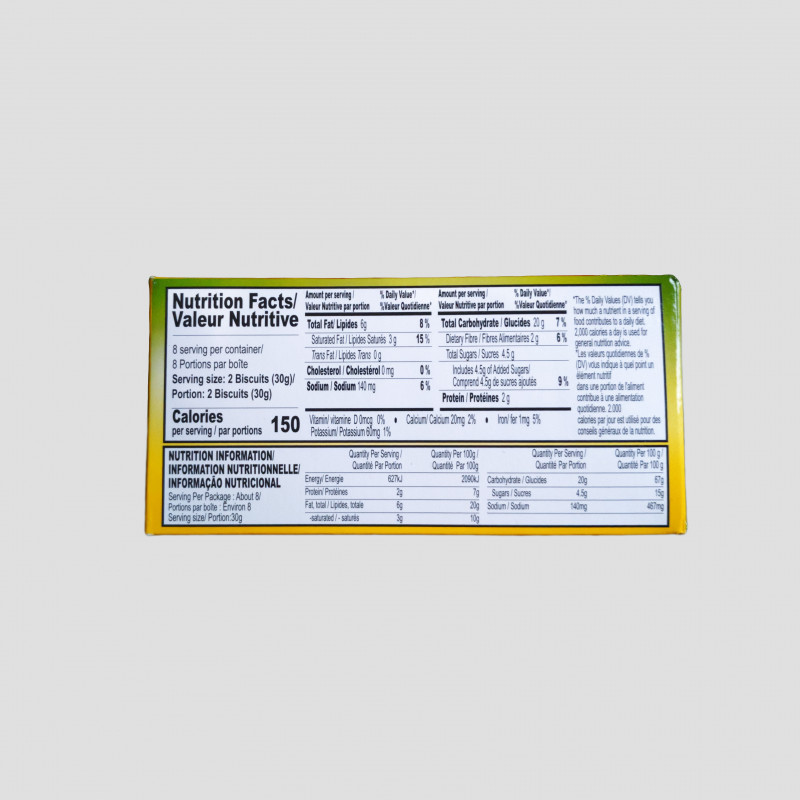 Nutrition Facts/
Valeur Nutritive
8 serving per container/
8 Portions par boîte
Serving size: 2 Biscuits (30g)/
Portion: 2 Biscuits (30g)
Calories
per serving / par portions 150
Amount per serving / % Daily Value*/
Valeur Nutritive par portion %Valeur Quotidienne*
Total Fat/ Lipides 6g 8%
Saturated Fat / Lipides Saturés 3 g 15%
Trans Fat / Lipides Trans 0 g
Cholesterol / Cholestérol 0 mg 0%
Sodium / Sodium 140 mg 6%
Amount per serving / % Daily Value*/
Valeur Nutritive par portion %Valeur Quotidienne*
Total Carbohydrate / Glucides 20 g 7%
Dietary Fibre / Fibres Alimentaires 2 g 6%
Total Sugars / Sucres 4.5 g
Includes 4.5g of Added Sugars/
Comprend 4.5g de sucres ajoutés 9%
Protein / Protéines 2 g
Vitamin/ vitamine D 0mcg 0% • Calcium/ Calcium 20mg 2% • Iron/ fer 1mg 5%
Potassium/ Potassium 60mg 1%
*The % Daily Values (DV) tells you
how much a nutrient in a serving of
food contributes to a daily diet.
2,000 calories a day is used for
general nutrition advice.
*Les valeurs quotidiennes de %
(DV) vous indique à quel point un
élément nutritif
dans une portion de l'aliment
contribue à une alimentation
quotidienne. 2.000
calories par jour est utilisé pour des
conseils généraux de la nutrition.
NUTRITION INFORMATION/
INFORMATION NUTRITIONNELLE/
INFORMAÇÃO NUTRICIONAL
Serving Per Package : About 8/
Portions par boîte : Environ 8
Serving size/ Portion:30g
Quantity Per Serving / Quantity Per 100g /
Quantité Par Portion Quantité Par 100g
Energy/ Energie 627kJ 2090kJ
Protein/ Protéines 2g 7g
Fat, total / Lipides, totale 6g 20g
-saturated / - saturés 3g 10g
Quantity Per Serving / Quantity Per 100 g /
Quantité Par Portion Quantité Par 100 g
Carbohydrate / Glucides 20g 67g
Sugars / Sucres 4.5g 15g
Sodium / Sodium 140mg 467mg